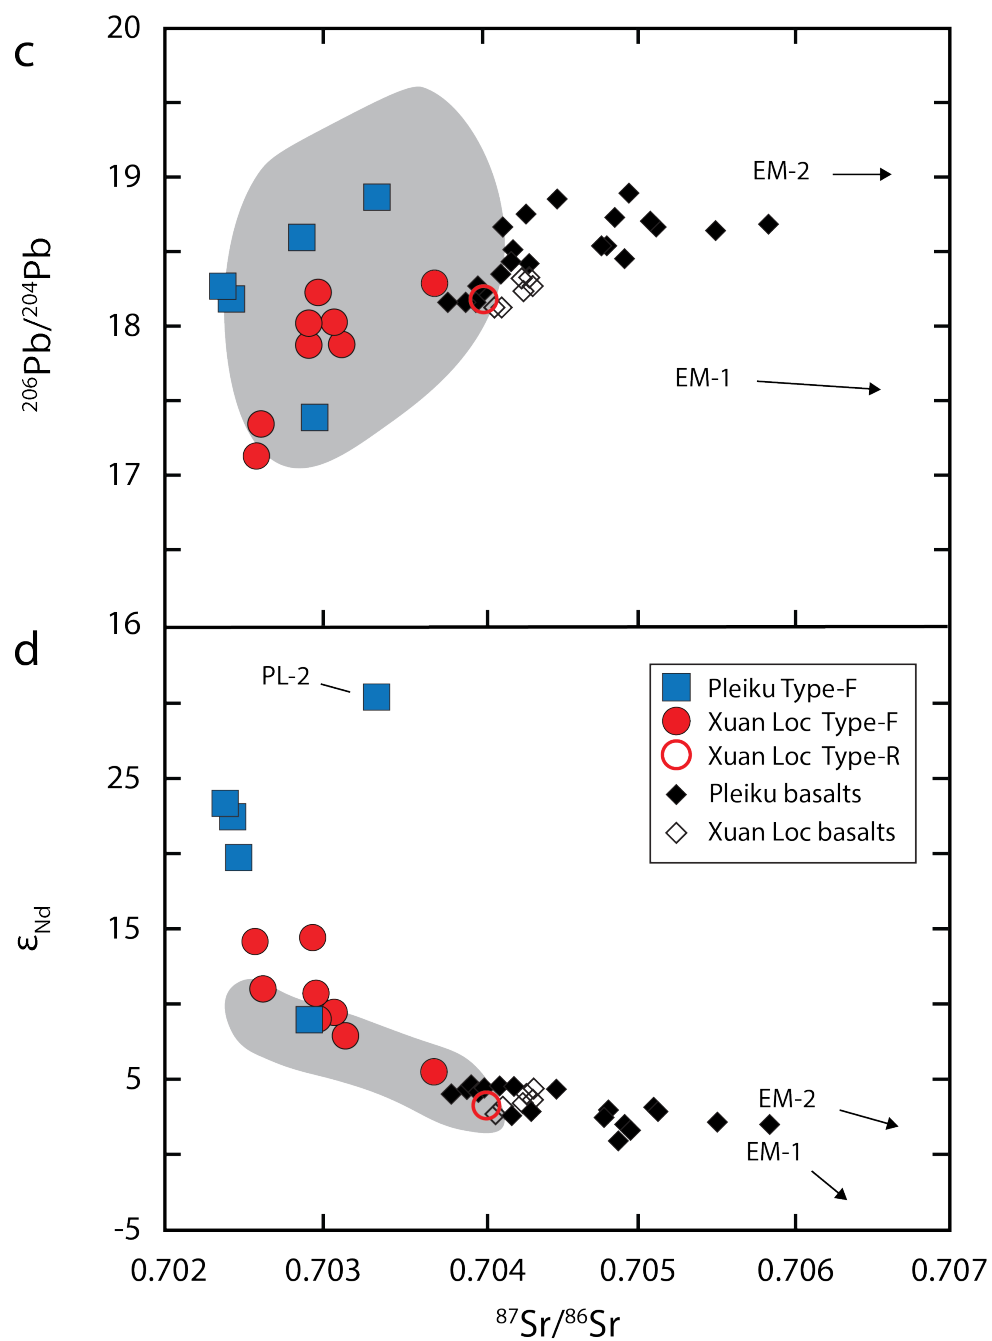 c
20
19
18
17
16
²⁰⁶Pb/²⁰⁴Pb
EM-2
EM-1
d
PL-2
Pleiku Type-F
Xuan Loc Type-F
Xuan Loc Type-R
Pleiku basalts
Xuan Loc basalts
25
15
5
-5
εNd
EM-2
EM-1
0.702 0.703 0.704 0.705 0.706 0.707
⁸⁷Sr/⁸⁶Sr